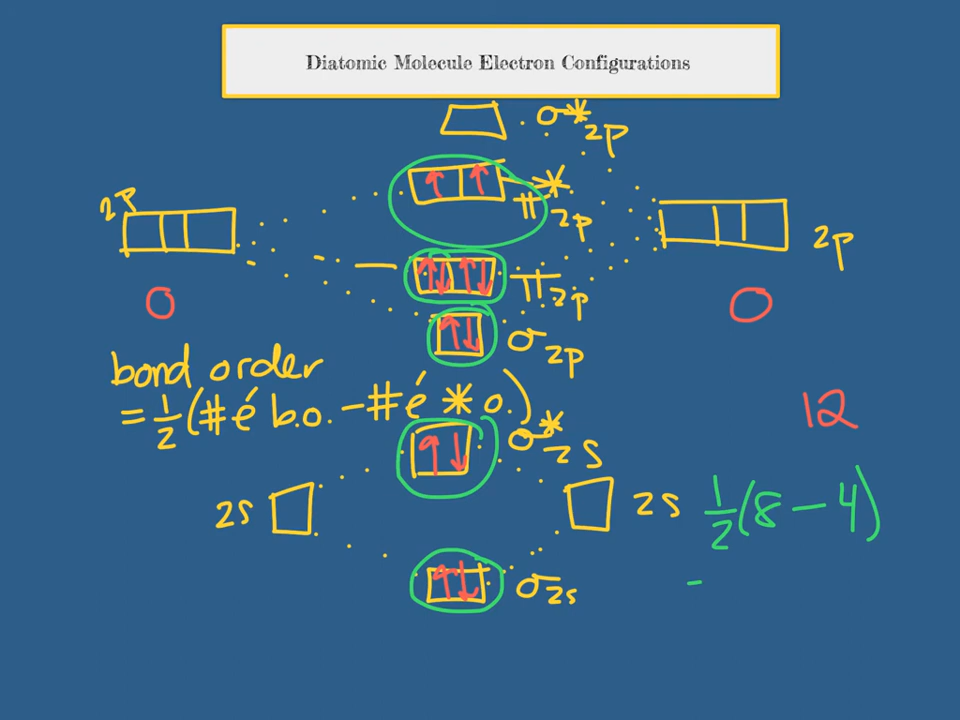 Diatomic Molecule Electron Configurations
σ*2p
2p
π*2p
2p
π2p
O
O
σ2p
bond order
= 1/2 (# é b.o. - # é * o.)
12
σ*2s
2s
2s
1/2 (8 - 4)
σ2s